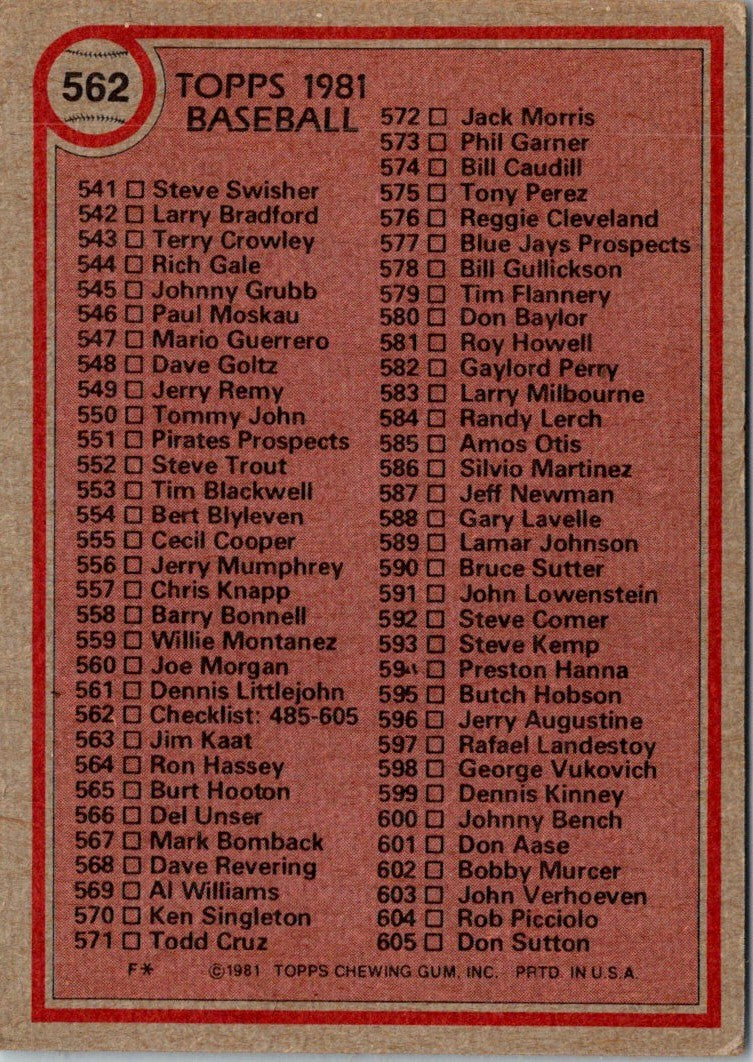 562
TOPPS 1981
BASEBALL
541 □ Steve Swisher
542 □ Larry Bradford
543 □ Terry Crowley
544 □ Rich Gale
545 □ Johnny Grubb
546 □ Paul Moskau
547 □ Mario Guerrero
548 □ Dave Goltz
549 □ Jerry Remy
550 □ Tommy John
551 □ Pirates Prospects
552 □ Steve Trout
553 □ Tim Blackwell
554 □ Bert Blyleven
555 □ Cecil Cooper
556 □ Jerry Mumphrey
557 □ Chris Knapp
558 □ Barry Bonnell
559 □ Willie Montanez
560 □ Joe Morgan
561 □ Dennis Littlejohn
562 □ Checklist: 485-605
563 □ Jim Kaat
564 □ Ron Hassey
565 □ Burt Hooton
566 □ Del Unser
567 □ Mark Bomback
568 □ Dave Revering
569 □ Al Williams
570 □ Ken Singleton
571 □ Todd Cruz
572 □ Jack Morris
573 □ Phil Garner
574 □ Bill Caudill
575 □ Tony Perez
576 □ Reggie Cleveland
577 □ Blue Jays Prospects
578 □ Bill Gullickson
579 □ Tim Flannery
580 □ Don Baylor
581 □ Roy Howell
582 □ Gaylord Perry
583 □ Larry Milbourne
584 □ Randy Lerch
585 □ Amos Otis
586 □ Silvio Martinez
587 □ Jeff Newman
588 □ Gary Lavelle
589 □ Lamar Johnson
590 □ Bruce Sutter
591 □ John Lowenstein
592 □ Steve Comer
593 □ Steve Kemp
594 □ Preston Hanna
595 □ Butch Hobson
596 □ Jerry Augustine
597 □ Rafael Landestoy
598 □ George Vukovich
599 □ Dennis Kinney
600 □ Johnny Bench
601 □ Don Aase
602 □ Bobby Murcer
603 □ John Verhoeven
604 □ Rob Picciolo
605 □ Don Sutton
F* ©1981 TOPPS CHEWING GUM, INC. PRTD. IN U.S.A.